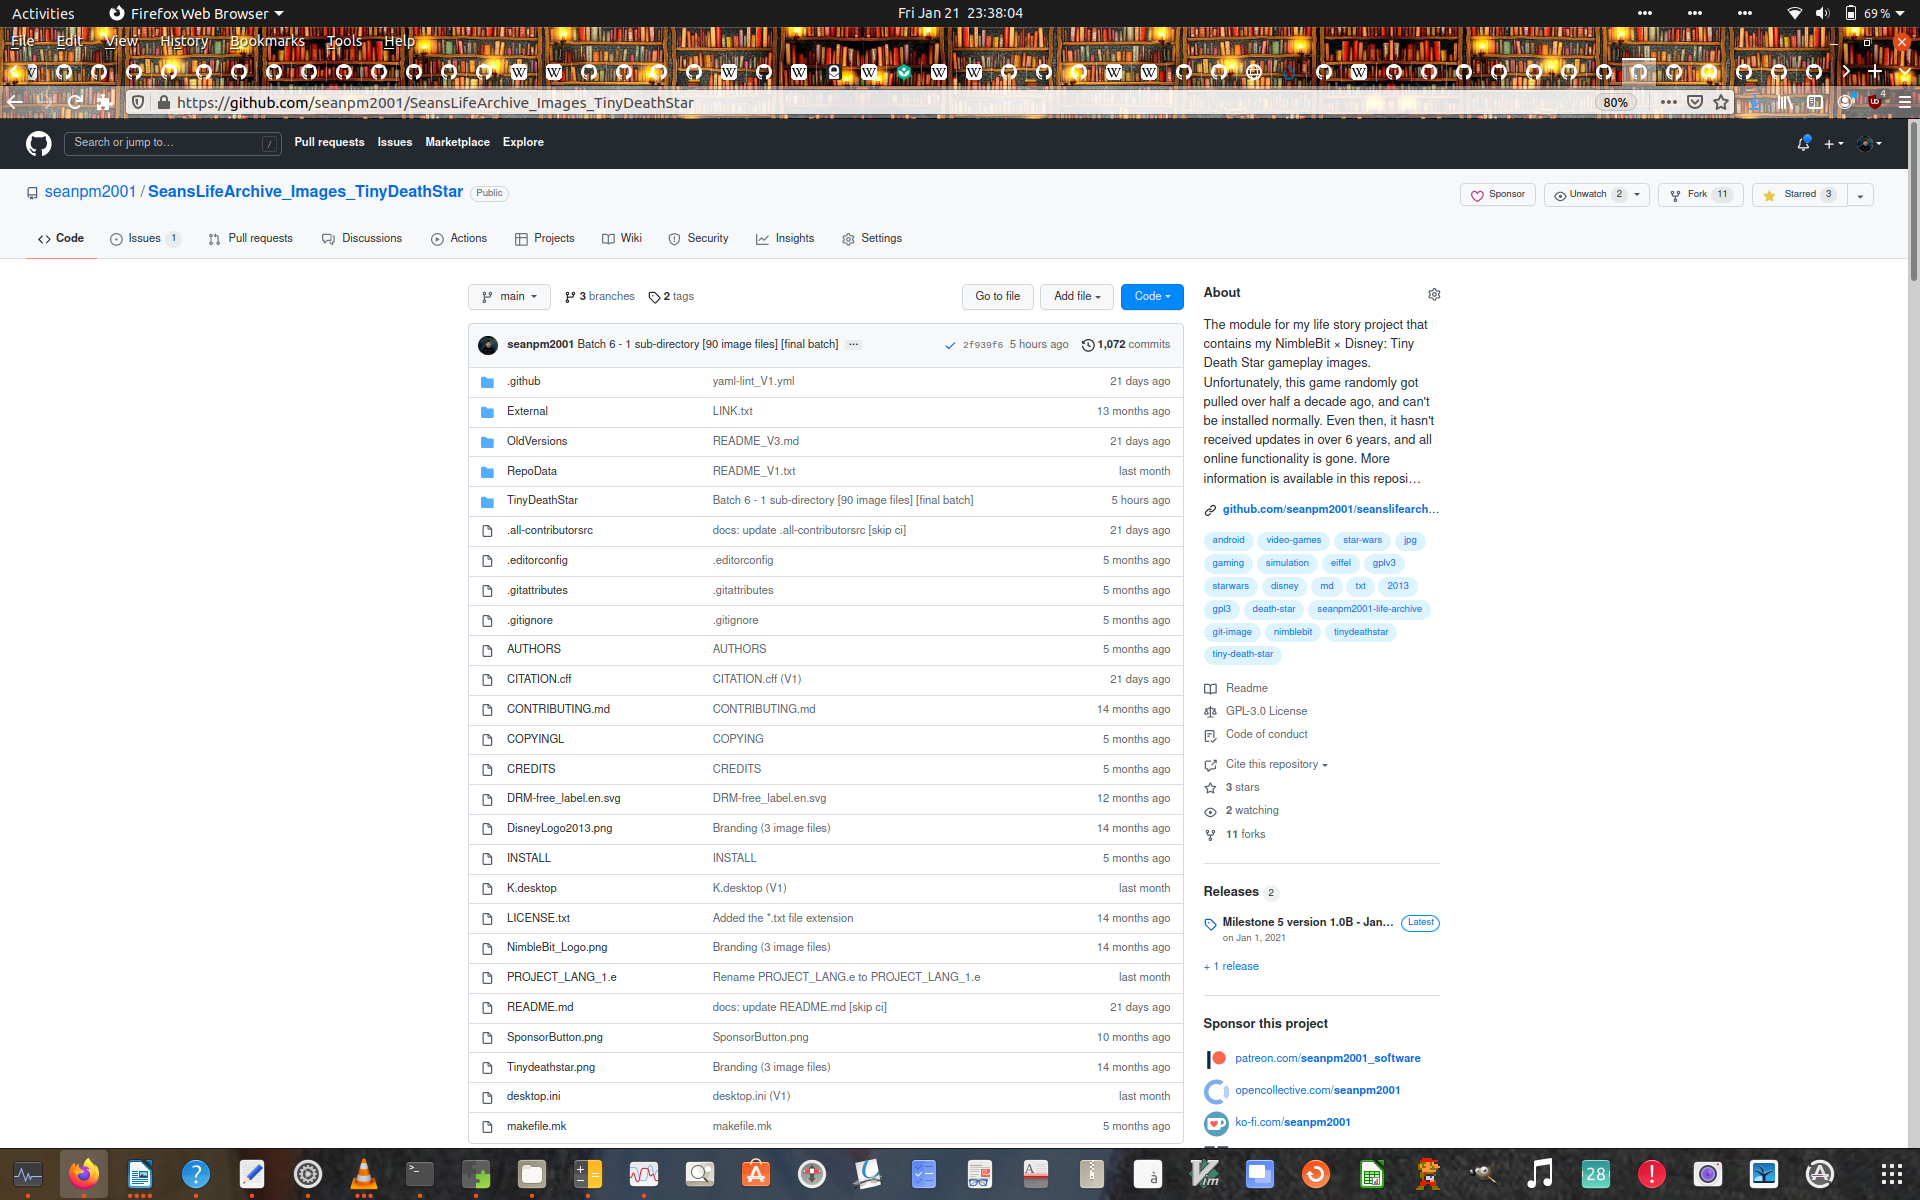 Activities Firefox Web Browser Fri Jan 21 23:38:04 69 %
File Edit View History Bookmarks Tools Help
https://github.com/seanpm2001/SeansLifeArchive_Images_TinyDeathStar 80% 4
Search or jump to… / Pull requests Issues Marketplace Explore
seanpm2001 / SeansLifeArchive_Images_TinyDeathStar Public Sponsor Unwatch 2 Fork 11 Starred 3
Code Issues 1 Pull requests Discussions Actions Projects Wiki Security Insights Settings
main 3 branches 2 tags Go to file Add file Code
seanpm2001 Batch 6 - 1 sub-directory [90 image files] [final batch] ... 2f939f6 5 hours ago 1,072 commits
.github yaml-lint_V1.yml 21 days ago
External LINK.txt 13 months ago
OldVersions README_V3.md 21 days ago
RepoData README_V1.txt last month
TinyDeathStar Batch 6 - 1 sub-directory [90 image files] [final batch] 5 hours ago
.all-contributorsrc docs: update .all-contributorsrc [skip ci] 21 days ago
.editorconfig .editorconfig 5 months ago
.gitattributes .gitattributes 5 months ago
.gitignore .gitignore 5 months ago
AUTHORS AUTHORS 5 months ago
CITATION.cff CITATION.cff (V1) 21 days ago
CONTRIBUTING.md CONTRIBUTING.md 14 months ago
COPYINGL COPYING 5 months ago
CREDITS CREDITS 5 months ago
DRM-free_label.en.svg DRM-free_label.en.svg 12 months ago
DisneyLogo2013.png Branding (3 image files) 14 months ago
INSTALL INSTALL 5 months ago
K.desktop K.desktop (V1) last month
LICENSE.txt Added the *.txt file extension 14 months ago
NimbleBit_Logo.png Branding (3 image files) 14 months ago
PROJECT_LANG_1.e Rename PROJECT_LANG.e to PROJECT_LANG_1.e last month
README.md docs: update README.md [skip ci] 21 days ago
SponsorButton.png SponsorButton.png 10 months ago
Tinydeathstar.png Branding (3 image files) 14 months ago
desktop.ini desktop.ini (V1) last month
makefile.mk makefile.mk 5 months ago
About
The module for my life story project that
contains my NimbleBit × Disney: Tiny
Death Star gameplay images.
Unfortunately, this game randomly got
pulled over half a decade ago, and can't
be installed normally. Even then, it hasn't
received updates in over 6 years, and all
online functionality is gone. More
information is available in this reposi…
github.com/seanpm2001/seanslifearch…
android video-games star-wars jpg
gaming simulation eiffel gplv3
starwars disney md txt 2013
gpl3 death-star seanpm2001-life-archive
git-image nimblebit tinydeathstar
tiny-death-star
Readme
GPL-3.0 License
Code of conduct
Cite this repository
3 stars
2 watching
11 forks
Releases 2
Milestone 5 version 1.0B - Jan... Latest
on Jan 1, 2021
+ 1 release
Sponsor this project
patreon.com/seanpm2001_software
opencollective.com/seanpm2001
ko-fi.com/seanpm2001
28